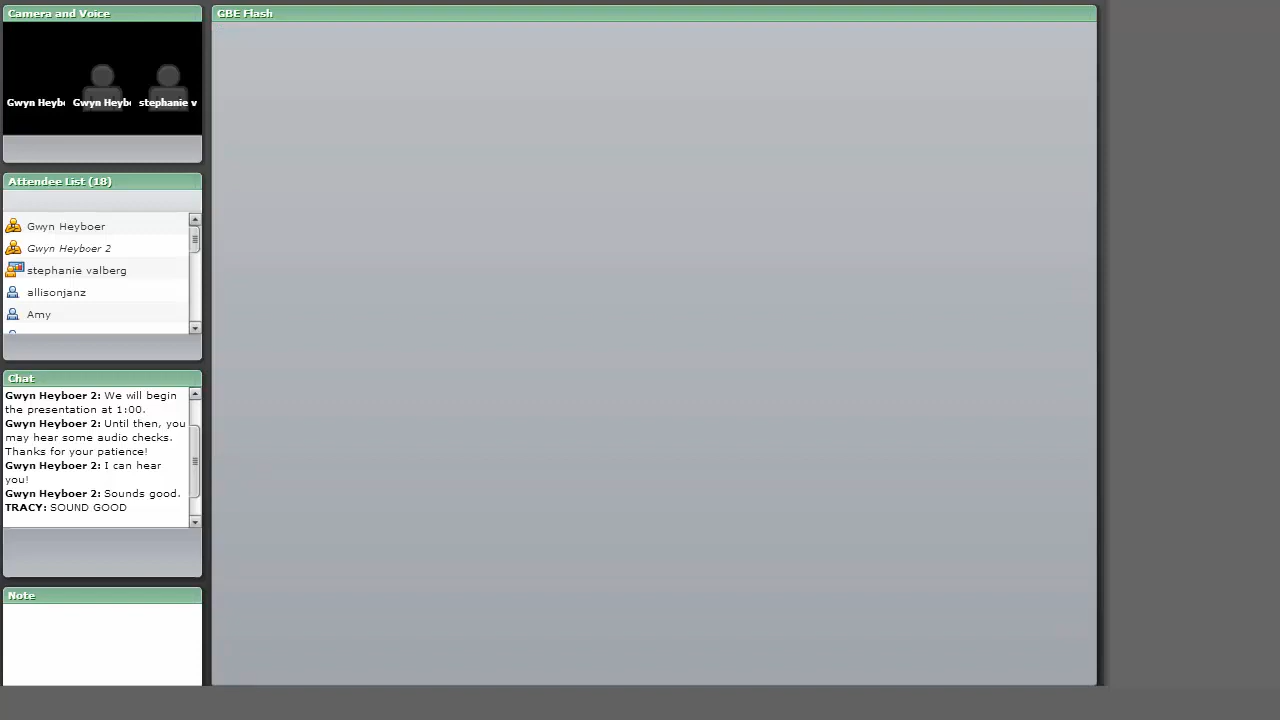 Camera and Voice
Gwyn Heyb
Gwyn Heyb
stephanie v
Attendee List (18)
Gwyn Heyboer
Gwyn Heyboer 2
stephanie valberg
allisonjanz
Amy
Chat
Gwyn Heyboer 2: We will begin
the presentation at 1:00.
Gwyn Heyboer 2: Until then, you
may hear some audio checks.
Thanks for your patience!
Gwyn Heyboer 2: I can hear
you!
Gwyn Heyboer 2: Sounds good.
TRACY: SOUND GOOD
Note
GBE Flash